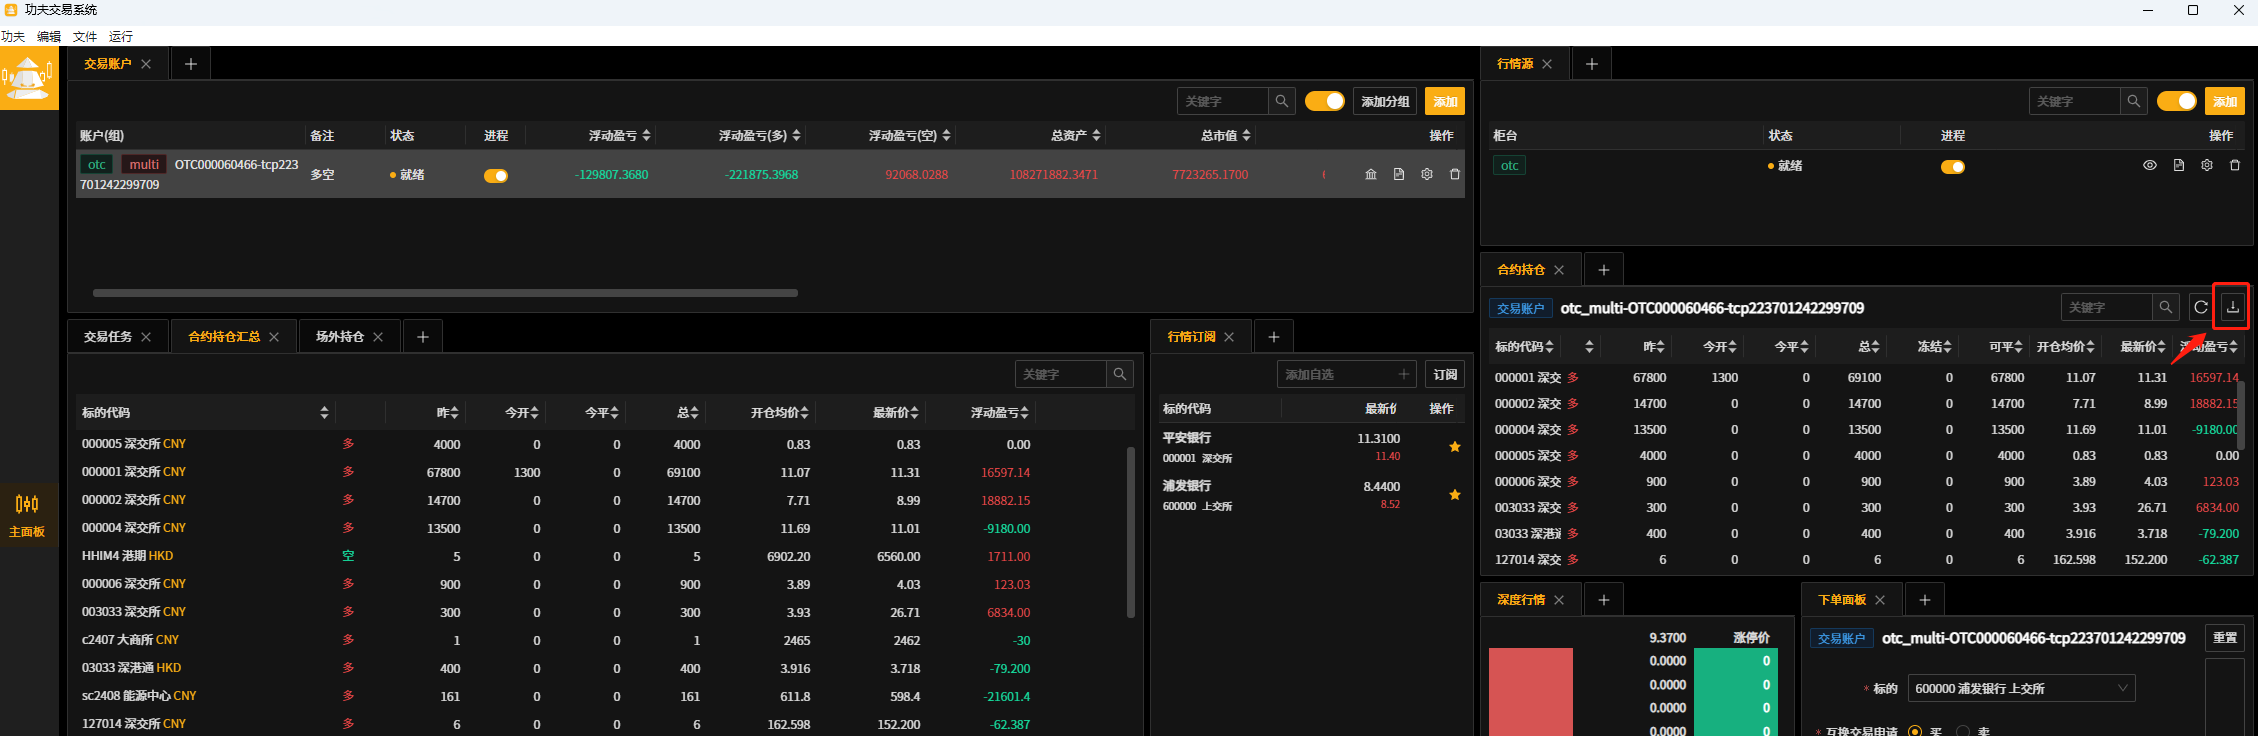 功夫交易系统
功夫 编辑 文件 运行
主面板
交易账户
关键字 添加分组 添加
账户(组) 备注 状态 进程 浮动盈亏 浮动盈亏(多) 浮动盈亏(空) 总资产 总市值 操作
otc multi OTC000060466-tcp223
701242299709 多空 就绪 -129807.3680 -221875.3968 92068.0288 108271882.3471 7723265.1700
交易任务 合约持仓汇总 场外持仓
关键字
标的代码 昨 今开 今平 总 开仓均价 最新价 浮动盈亏
000005 深交所 CNY 多 4000 0 0 4000 0.83 0.83 0.00
000001 深交所 CNY 多 67800 1300 0 69100 11.07 11.31 16597.14
000002 深交所 CNY 多 14700 0 0 14700 7.71 8.99 18882.15
000004 深交所 CNY 多 13500 0 0 13500 11.69 11.01 -9180.00
HHIM4 港期 HKD 空 5 0 0 5 6902.20 6560.00 1711.00
000006 深交所 CNY 多 900 0 0 900 3.89 4.03 123.03
003033 深交所 CNY 多 300 0 0 300 3.93 26.71 6834.00
c2407 大商所 CNY 多 1 0 0 1 2465 2462 -30
03033 深港通 HKD 多 400 0 0 400 3.916 3.718 -79.200
sc2408 能源中心 CNY 多 161 0 0 161 611.8 598.4 -21601.4
127014 深交所 CNY 多 6 0 0 6 162.598 152.200 -62.387
行情订阅
添加自选 订阅
标的代码 最新价 操作
平安银行 11.3100
000001 深交所 11.40
浦发银行 8.4400
600000 上交所 8.52
行情源
关键字 添加
柜台 状态 进程 操作
otc 就绪
合约持仓
交易账户 otc_multi-OTC000060466-tcp223701242299709 关键字
标的代码 昨 今开 今平 总 冻结 可平 开仓均价 最新价 浮动盈亏
000001 深交 多 67800 1300 0 69100 0 67800 11.07 11.31 16597.14
000002 深交 多 14700 0 0 14700 0 14700 7.71 8.99 18882.15
000004 深交 多 13500 0 0 13500 0 13500 11.69 11.01 -9180.00
000005 深交 多 4000 0 0 4000 0 4000 0.83 0.83 0.00
000006 深交 多 900 0 0 900 0 900 3.89 4.03 123.03
003033 深交 多 300 0 0 300 0 300 3.93 26.71 6834.00
03033 深港通 多 400 0 0 400 0 400 3.916 3.718 -79.200
127014 深交 多 6 0 0 6 0 6 162.598 152.200 -62.387
深度行情
9.3700 涨停价
0.0000 0
0.0000 0
0.0000 0
0.0000 0
下单面板
交易账户 otc_multi-OTC000060466-tcp223701242299709 重置
* 标的 600000 浦发银行 上交所
* 互换交易申请 买 卖